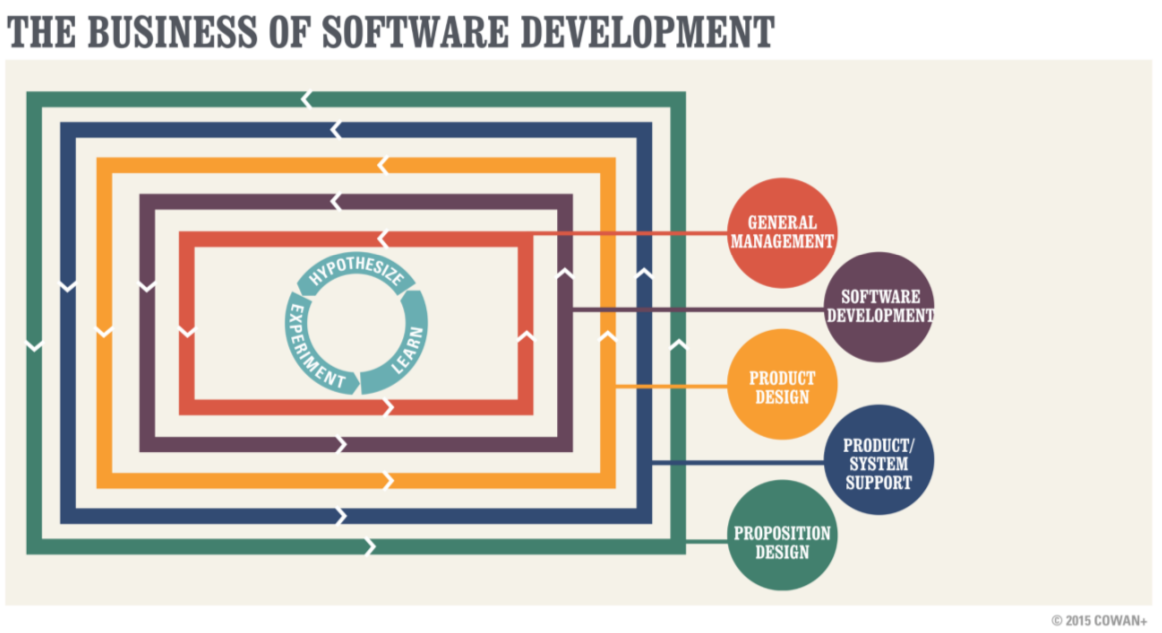 THE BUSINESS OF SOFTWARE DEVELOPMENT
HYPOTHESIZE
EXPERIMENT
LEARN
GENERAL
MANAGEMENT
SOFTWARE
DEVELOPMENT
PRODUCT
DESIGN
PRODUCT/
SYSTEM
SUPPORT
PROPOSITION
DESIGN
© 2015 COWAN+